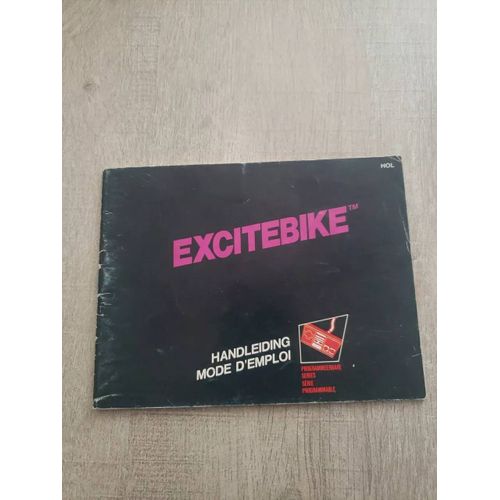 HOL
EXCITEBIKE™
HANDLEIDING
MODE D'EMPLOI
PROGRAMMEERBARE
SERIES
SÉRIE
PROGRAMMABLE